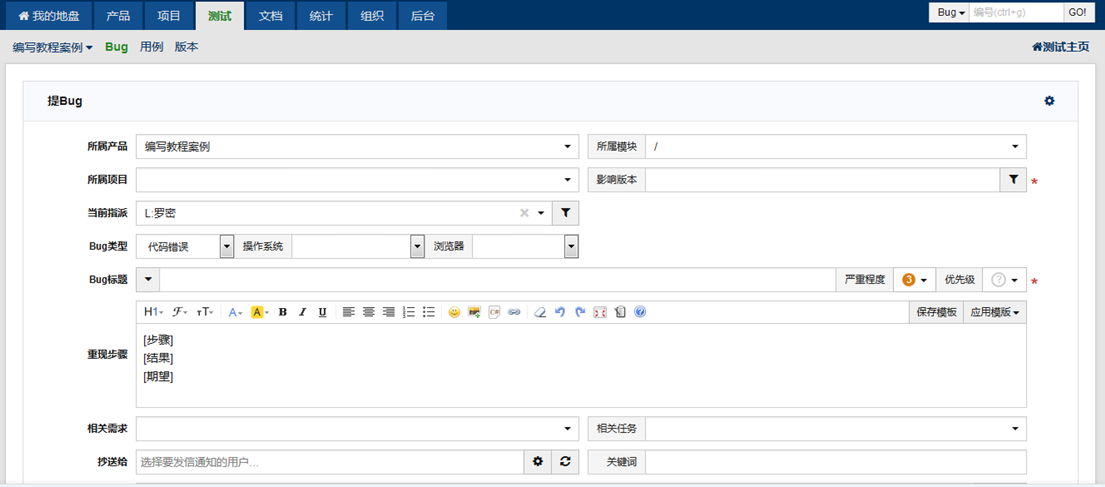 我的地盘 产品 项目 测试 文档 统计 组织 后台 Bug 编号(ctrl+g) GO!
编写教程案例 Bug 用例 版本 测试主页
提Bug
所属产品 编写教程案例 所属模块 /
所属项目 影响版本 *
当前指派 L:罗密
Bug类型 代码错误 操作系统 浏览器
Bug标题 严重程度 3 优先级 ? *
H1 F тT A A B I U C# ? 保存模板 应用模版
重现步骤
[步骤]
[结果]
[期望]
相关需求 相关任务
抄送给 选择要发信通知的用户... 关键词